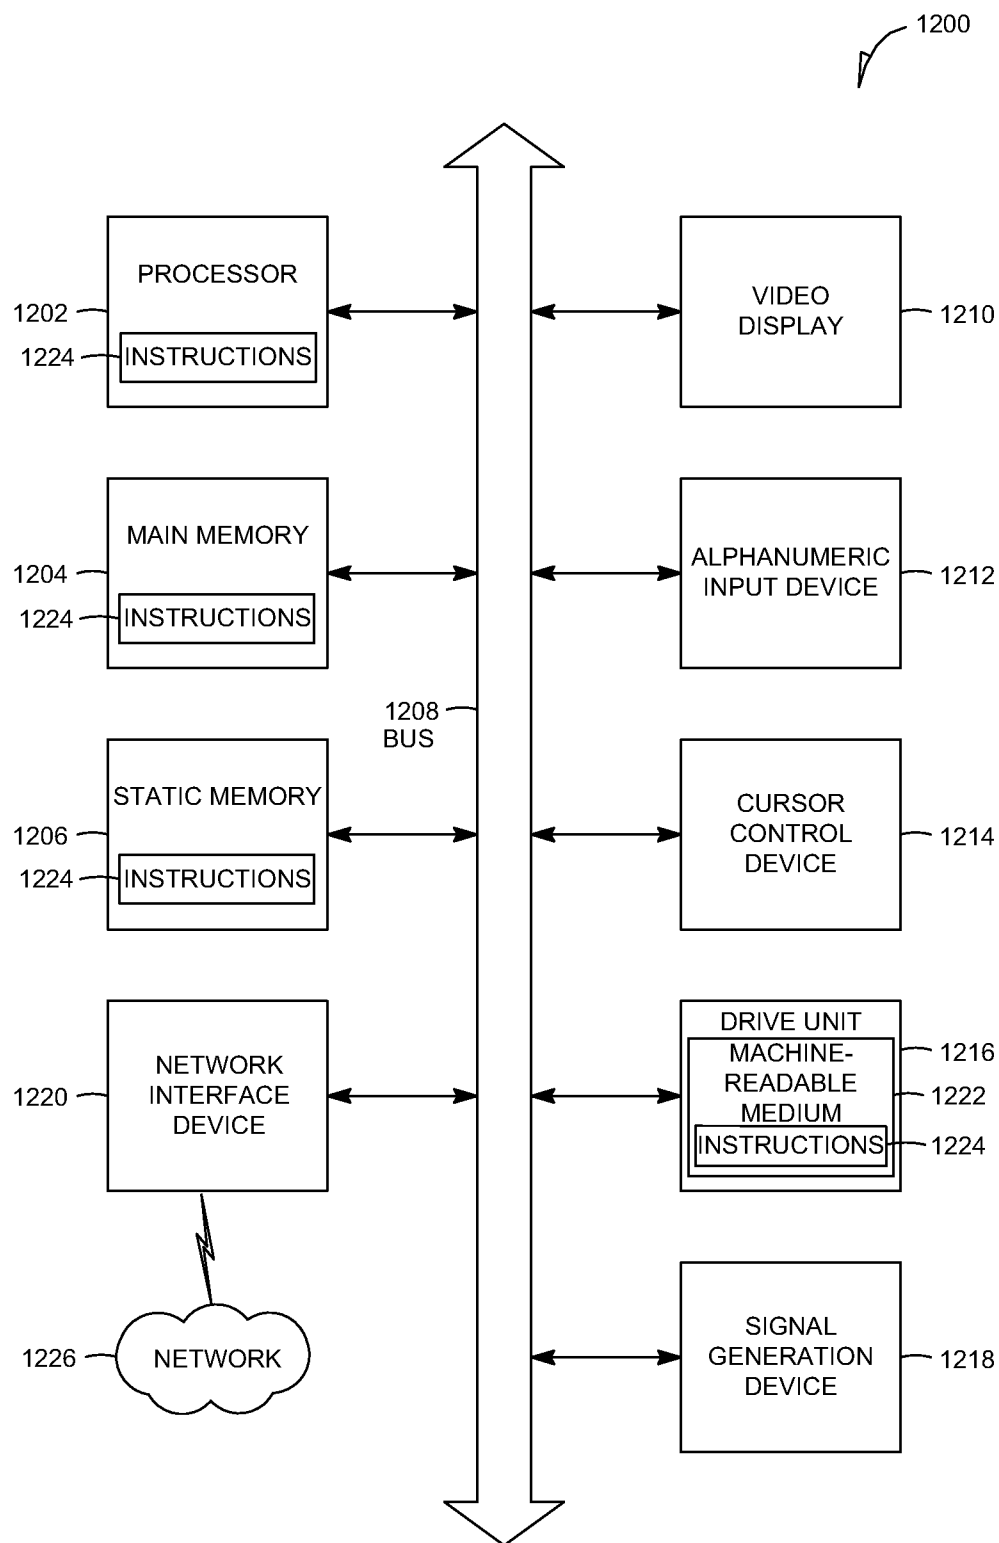 1200
PROCESSOR
1202
1224
INSTRUCTIONS
VIDEO
DISPLAY
1210
MAIN MEMORY
1204
1224
INSTRUCTIONS
ALPHANUMERIC
INPUT DEVICE
1212
1208
BUS
STATIC MEMORY
1206
1224
INSTRUCTIONS
CURSOR
CONTROL
DEVICE
1214
NETWORK
INTERFACE
DEVICE
1220
DRIVE UNIT
1216
MACHINE-
READABLE
MEDIUM
1222
INSTRUCTIONS
1224
1226
NETWORK
SIGNAL
GENERATION
DEVICE
1218